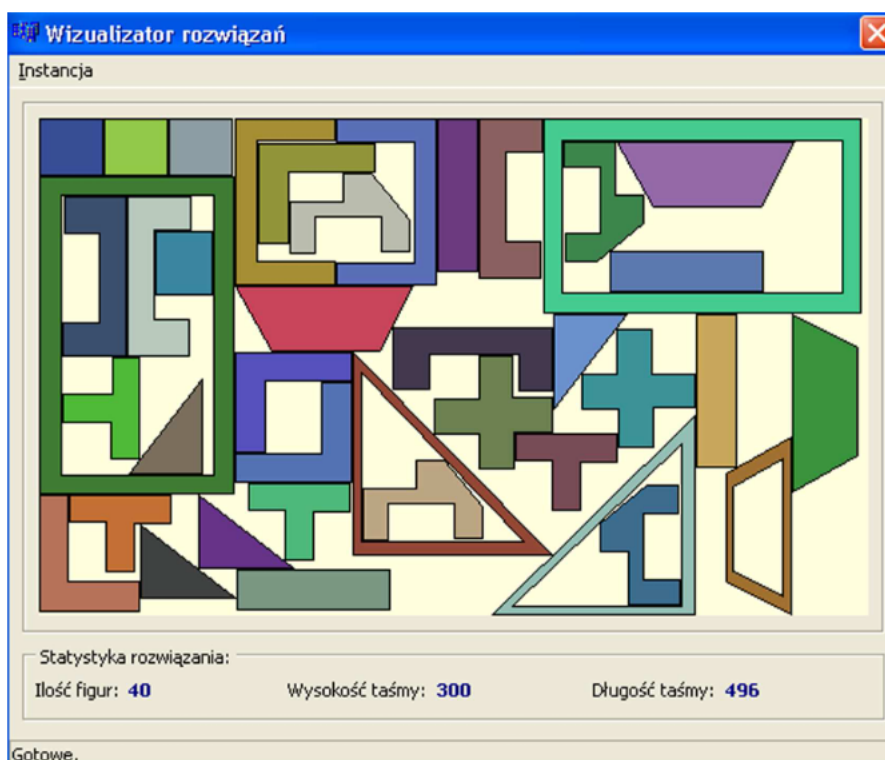 Wizualizator rozwiązań
Instancja
Statystyka rozwiązania:
Ilość figur: 40 Wysokość taśmy: 300 Długość taśmy: 496
Gotowe.